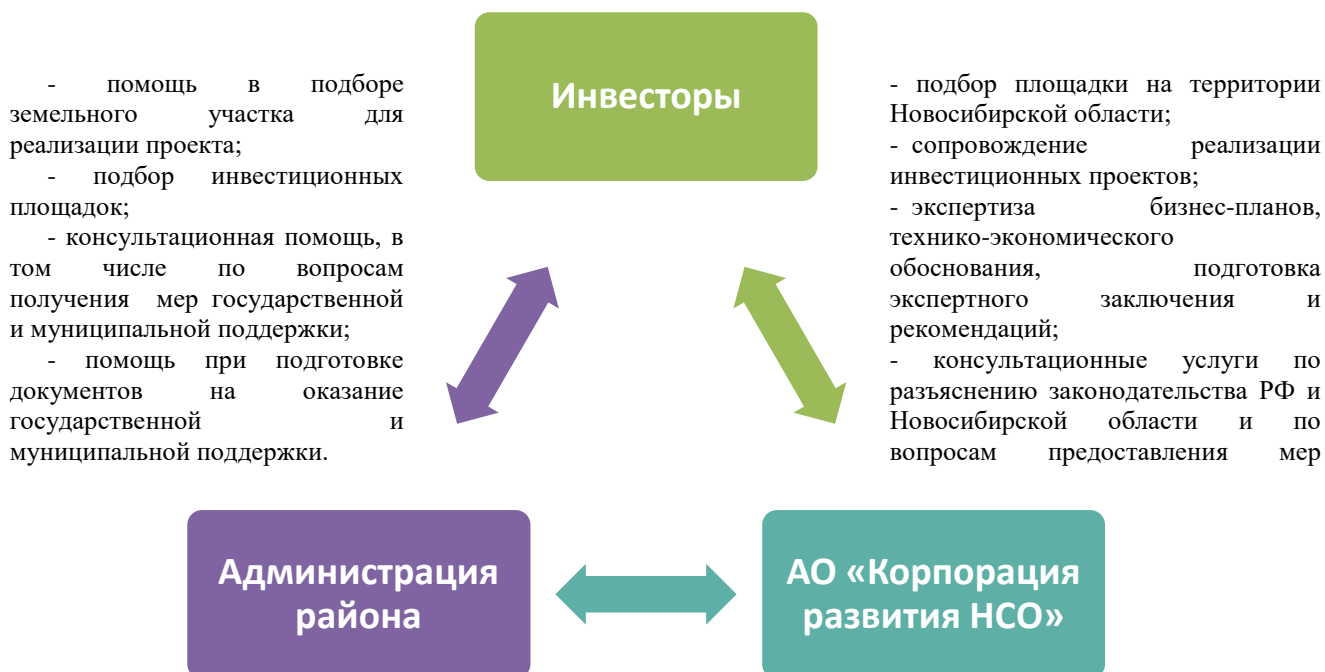 Инвесторы
- помощь в подборе
земельного участка для
реализации проекта;
- подбор инвестиционных
площадок;
- консультационная помощь, в
том числе по вопросам
получения мер государственной
и муниципальной поддержки;
- помощь при подготовке
документов на оказание
государственной и
муниципальной поддержки.
- подбор площадки на территории
Новосибирской области;
- сопровождение реализации
инвестиционных проектов;
- экспертиза бизнес-планов,
технико-экономического
обоснования, подготовка
экспертного заключения и
рекомендаций;
- консультационные услуги по
разъяснению законодательства РФ и
Новосибирской области и по
вопросам предоставления мер
Администрация
района
АО «Корпорация
развития НСО»